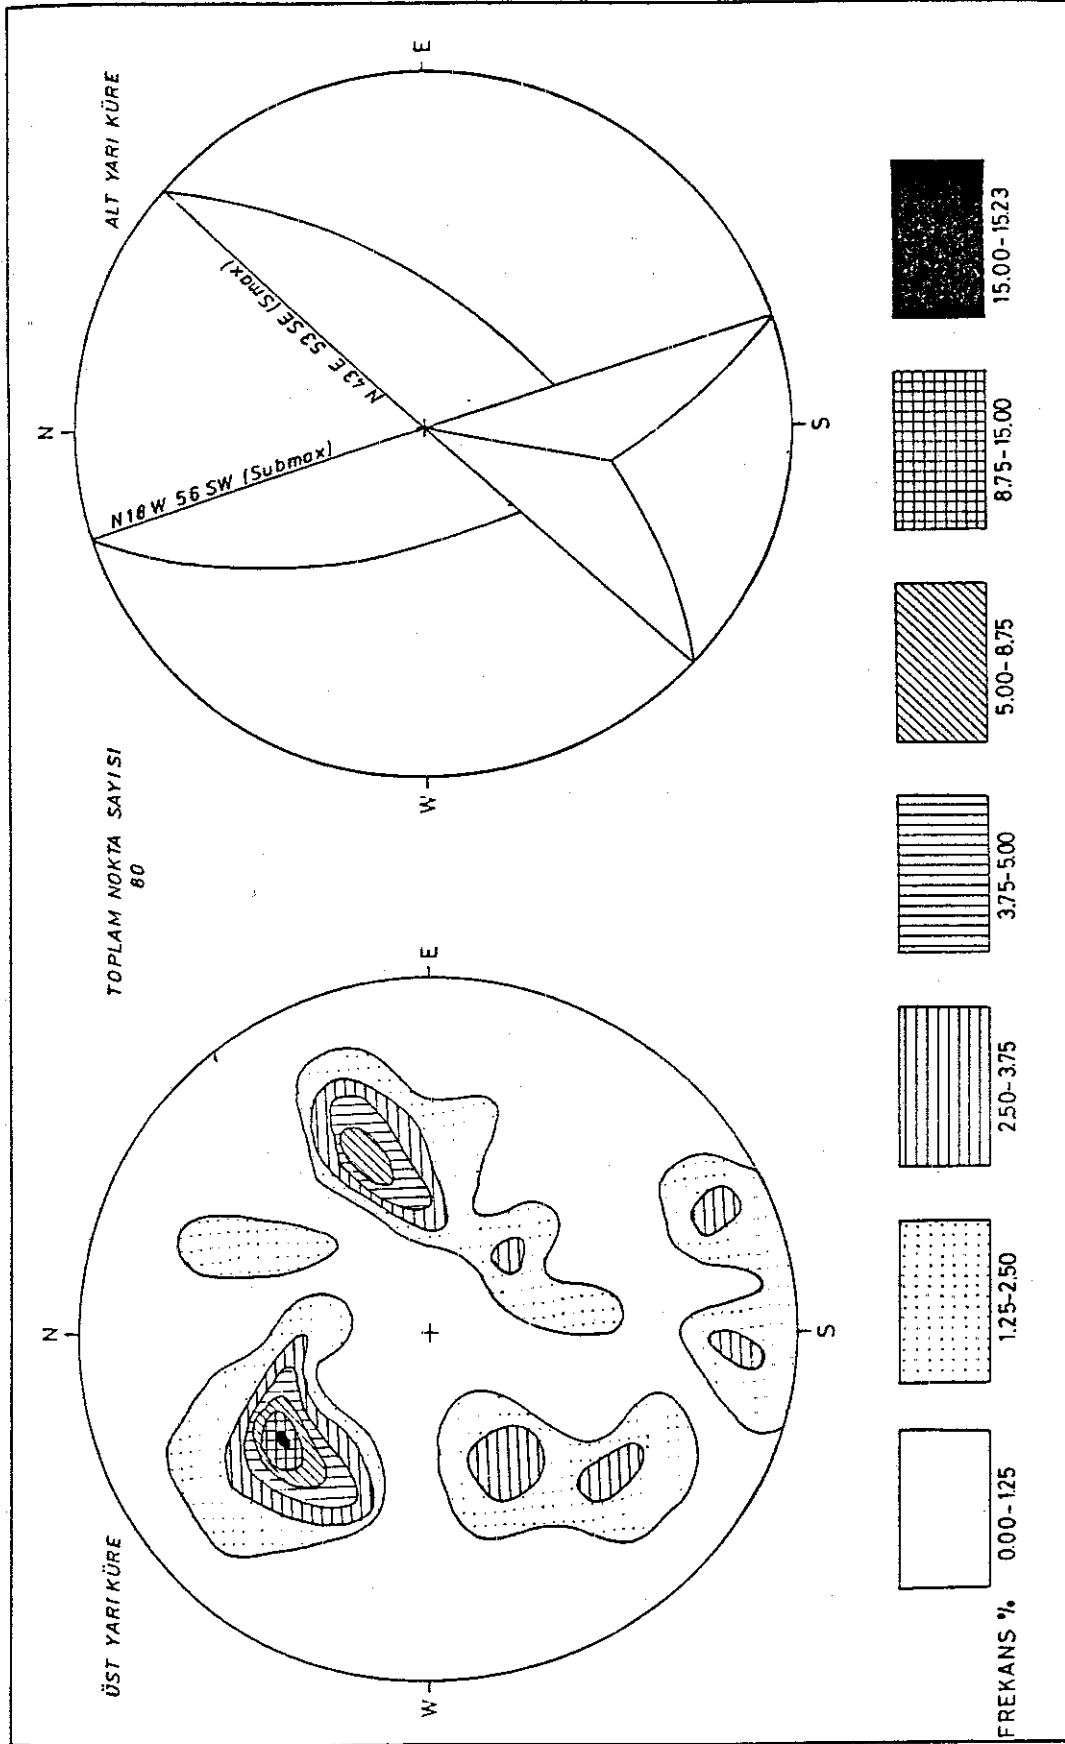 ÜST YARI KÜRE
TOPLAM NOKTA SAYISI
80
ALT YARI KÜRE
N
W
E
S
N
W
E
S
N18W 56 SW (Submax)
N 43 E 53 SE (Smax)
FREKANS %
0.00-1.25
1.25-2.50
2.50-3.75
3.75-5.00
5.00-8.75
8.75-15.00
15.00-15.23